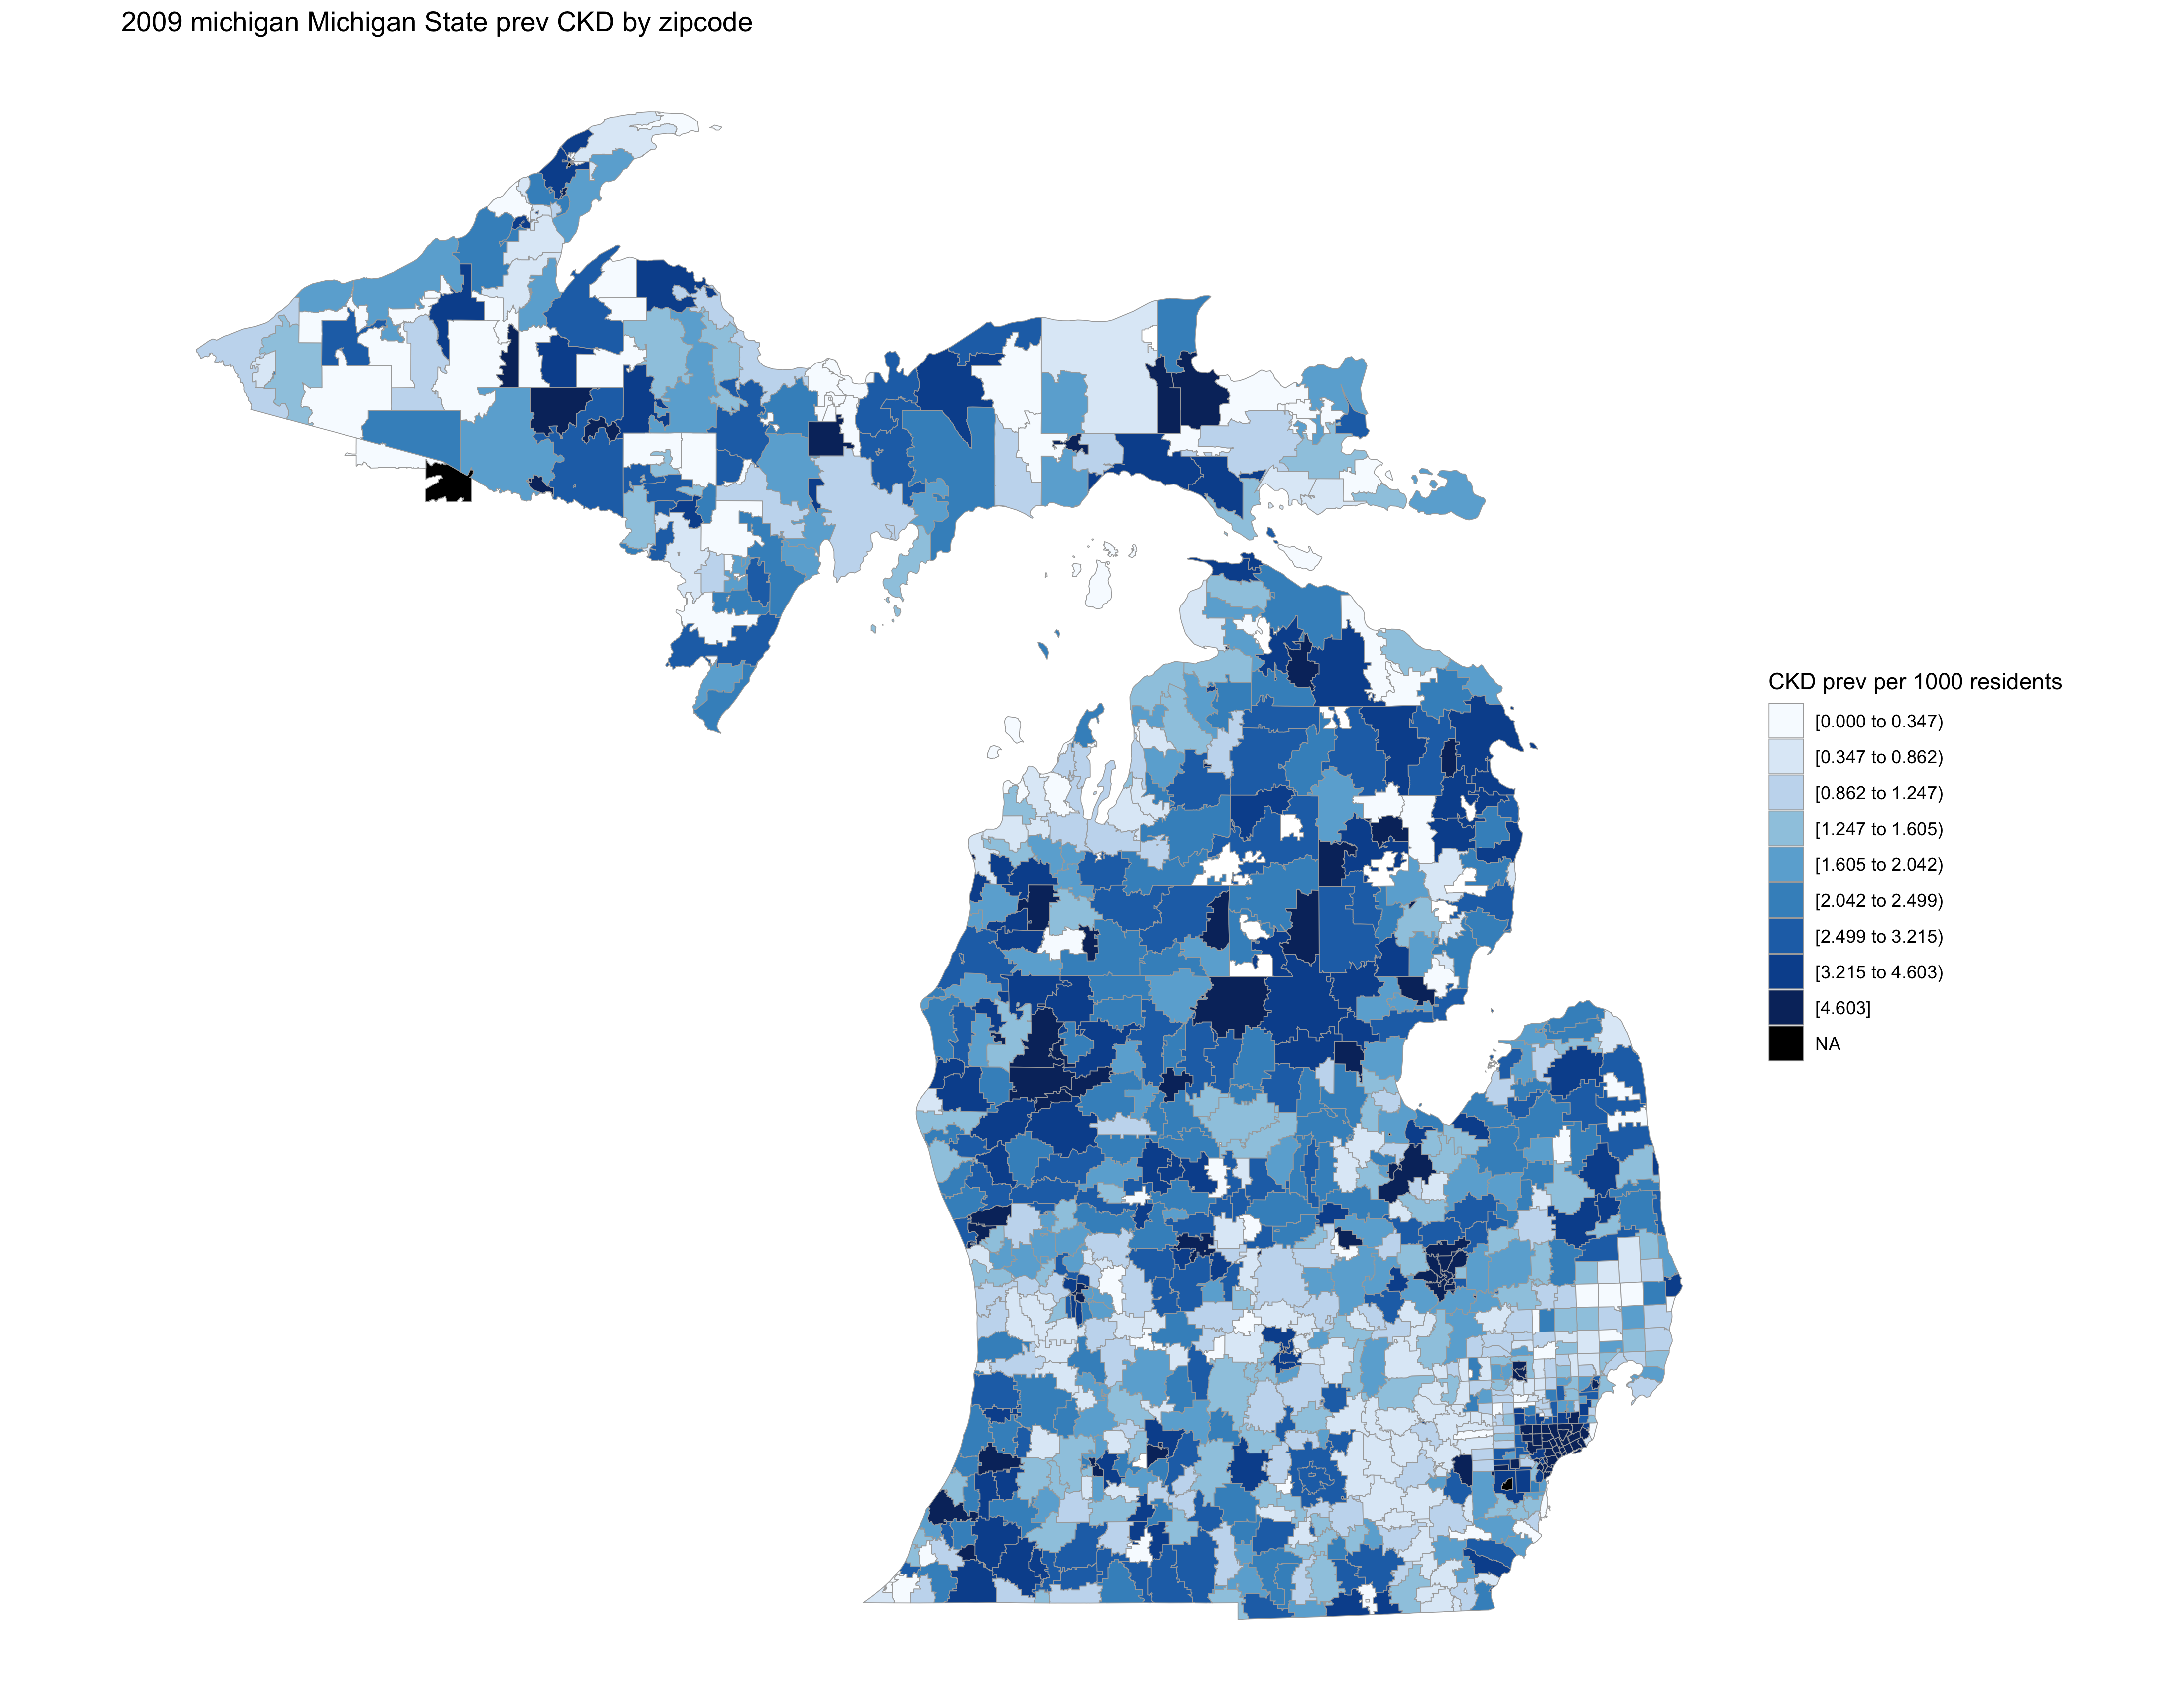 2009 michigan Michigan State prev CKD by zipcode
CKD prev per 1000 residents
[0.000 to 0.347)
[0.347 to 0.862)
[0.862 to 1.247)
[1.247 to 1.605)
[1.605 to 2.042)
[2.042 to 2.499)
[2.499 to 3.215)
[3.215 to 4.603)
[4.603]
NA